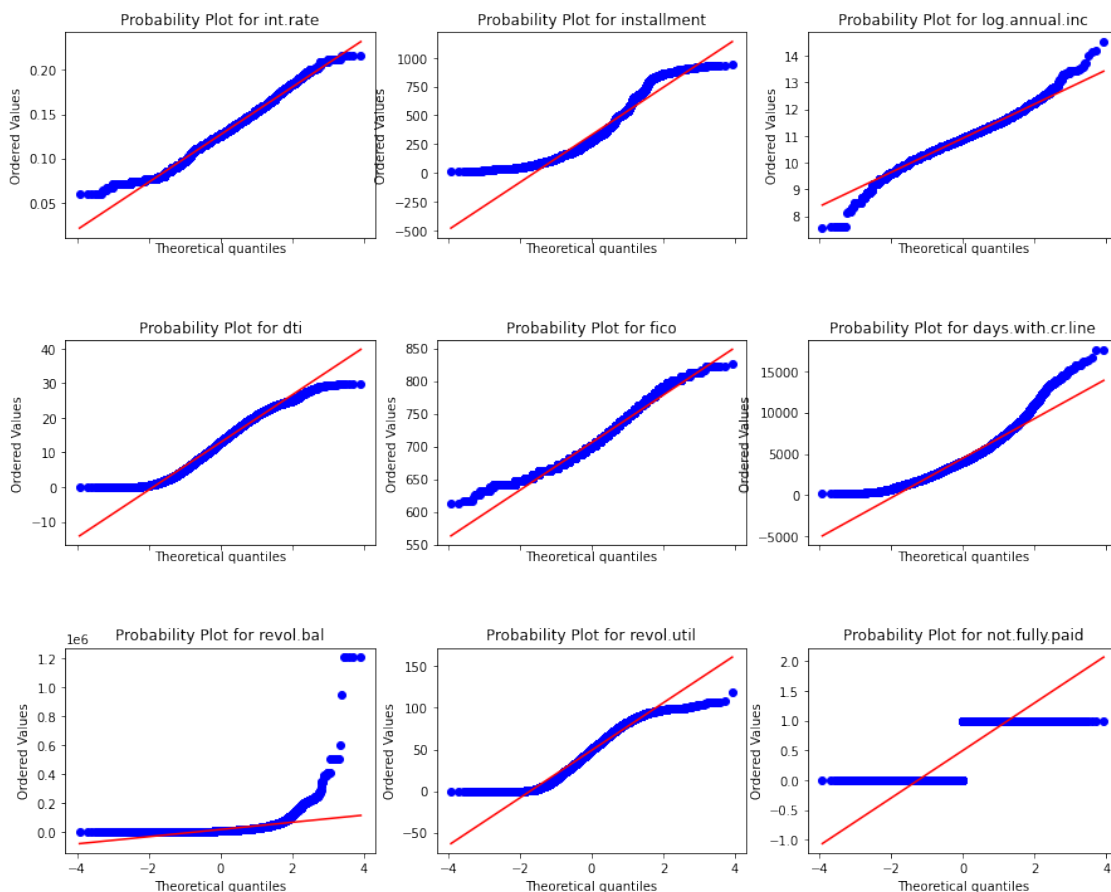 Probability Plot for int.rate
Probability Plot for installment
Probability Plot for log.annual.inc
Ordered Values
0.20
0.15
0.10
0.05
−4
−2
0
2
4
Theoretical quantiles
Ordered Values
1000
750
500
250
0
−250
−500
Theoretical quantiles
Ordered Values
14
13
12
11
10
9
8
Theoretical quantiles
Probability Plot for dti
Probability Plot for fico
Probability Plot for days.with.cr.line
Ordered Values
40
30
20
10
0
−10
Theoretical quantiles
Ordered Values
850
800
750
700
650
600
550
Theoretical quantiles
Ordered Values
15000
10000
5000
0
−5000
Theoretical quantiles
Probability Plot for revol.bal
Probability Plot for revol.util
Probability Plot for not.fully.paid
1e6
Ordered Values
1.2
1.0
0.8
0.6
0.4
0.2
0.0
−4
−2
0
2
4
Theoretical quantiles
Ordered Values
150
100
50
0
−50
−4
−2
0
2
4
Theoretical quantiles
Ordered Values
2.0
1.5
1.0
0.5
0.0
−0.5
−1.0
−4
−2
0
2
4
Theoretical quantiles